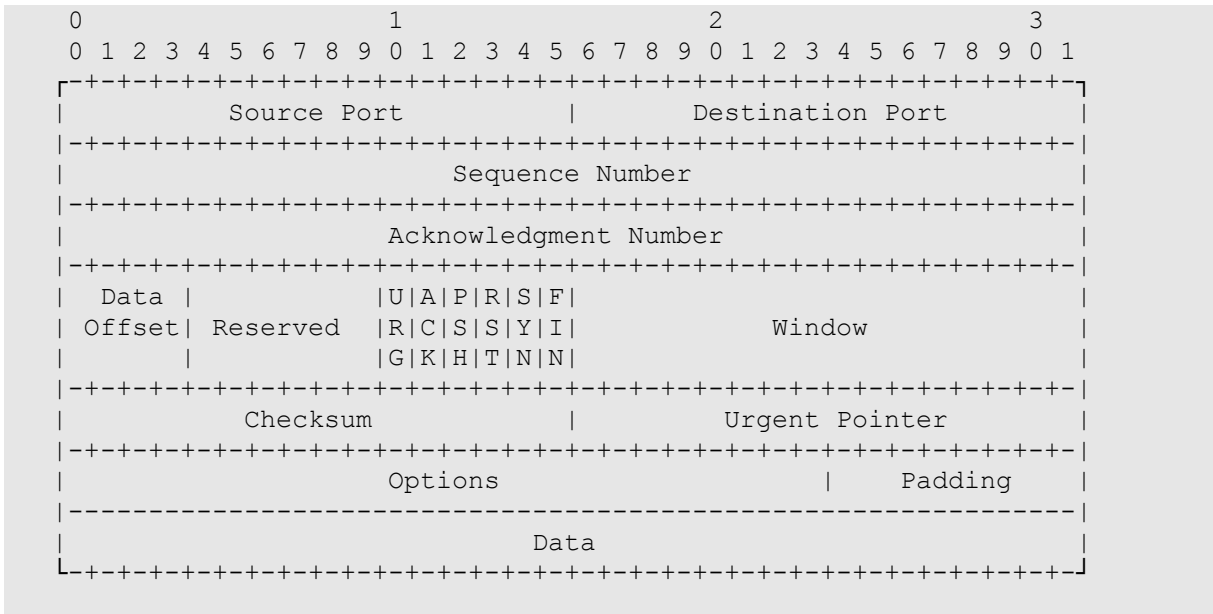 0                   1                   2                   3
0 1 2 3 4 5 6 7 8 9 0 1 2 3 4 5 6 7 8 9 0 1 2 3 4 5 6 7 8 9 0 1
┌-+-+-+-+-+-+-+-+-+-+-+-+-+-+-+-+-+-+-+-+-+-+-+-+-+-+-+-+-+-+-+-┐
|          Source Port          |       Destination Port        |
|-+-+-+-+-+-+-+-+-+-+-+-+-+-+-+-+-+-+-+-+-+-+-+-+-+-+-+-+-+-+-+-|
|                        Sequence Number                        |
|-+-+-+-+-+-+-+-+-+-+-+-+-+-+-+-+-+-+-+-+-+-+-+-+-+-+-+-+-+-+-+-|
|                    Acknowledgment Number                      |
|-+-+-+-+-+-+-+-+-+-+-+-+-+-+-+-+-+-+-+-+-+-+-+-+-+-+-+-+-+-+-+-|
|  Data |           |U|A|P|R|S|F|                               |
| Offset| Reserved  |R|C|S|S|Y|I|            Window             |
|       |           |G|K|H|T|N|N|                               |
|-+-+-+-+-+-+-+-+-+-+-+-+-+-+-+-+-+-+-+-+-+-+-+-+-+-+-+-+-+-+-+-|
|           Checksum            |         Urgent Pointer        |
|-+-+-+-+-+-+-+-+-+-+-+-+-+-+-+-+-+-+-+-+-+-+-+-+-+-+-+-+-+-+-+-|
|                    Options                    |    Padding    |
|---------------------------------------------------------------|
|                             Data                              |
└-+-+-+-+-+-+-+-+-+-+-+-+-+-+-+-+-+-+-+-+-+-+-+-+-+-+-+-+-+-+-+-┘